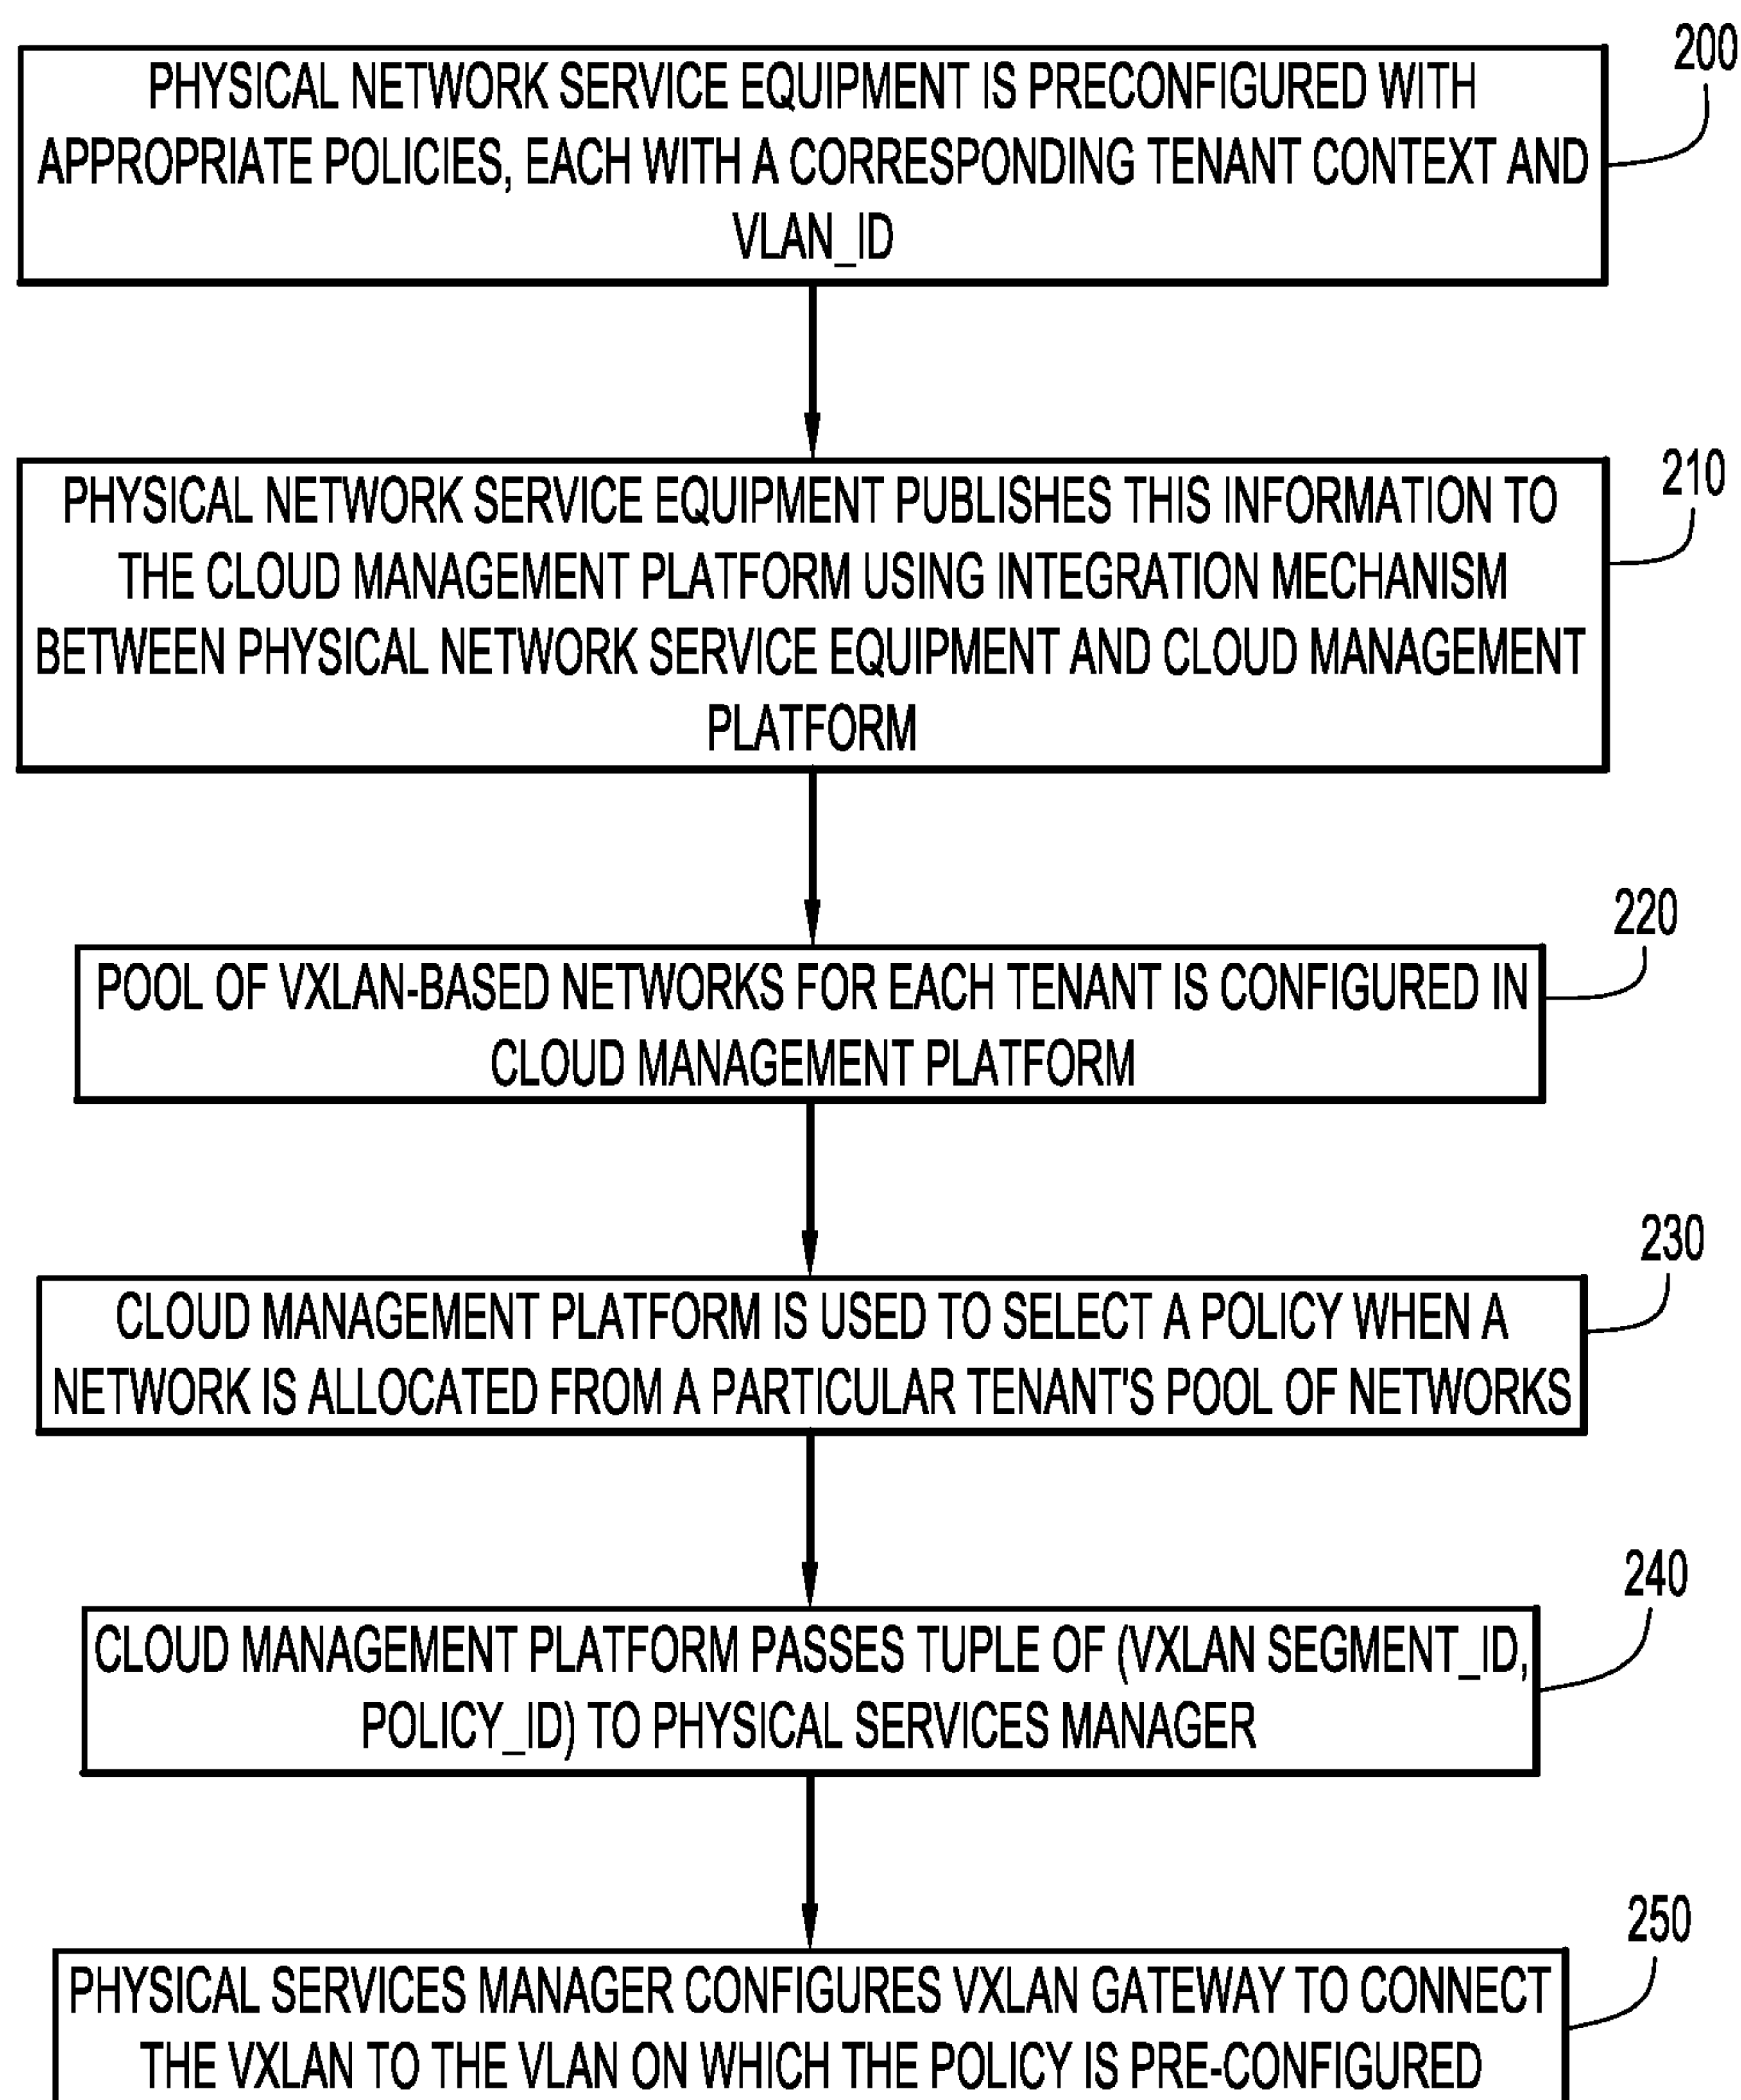 200
PHYSICAL NETWORK SERVICE EQUIPMENT IS PRECONFIGURED WITH
APPROPRIATE POLICIES, EACH WITH A CORRESPONDING TENANT CONTEXT AND
VLAN_ID
210
PHYSICAL NETWORK SERVICE EQUIPMENT PUBLISHES THIS INFORMATION TO
THE CLOUD MANAGEMENT PLATFORM USING INTEGRATION MECHANISM
BETWEEN PHYSICAL NETWORK SERVICE EQUIPMENT AND CLOUD MANAGEMENT
PLATFORM
220
POOL OF VXLAN-BASED NETWORKS FOR EACH TENANT IS CONFIGURED IN
CLOUD MANAGEMENT PLATFORM
230
CLOUD MANAGEMENT PLATFORM IS USED TO SELECT A POLICY WHEN A
NETWORK IS ALLOCATED FROM A PARTICULAR TENANT'S POOL OF NETWORKS
240
CLOUD MANAGEMENT PLATFORM PASSES TUPLE OF (VXLAN SEGMENT_ID,
POLICY_ID) TO PHYSICAL SERVICES MANAGER
250
PHYSICAL SERVICES MANAGER CONFIGURES VXLAN GATEWAY TO CONNECT
THE VXLAN TO THE VLAN ON WHICH THE POLICY IS PRE-CONFIGURED